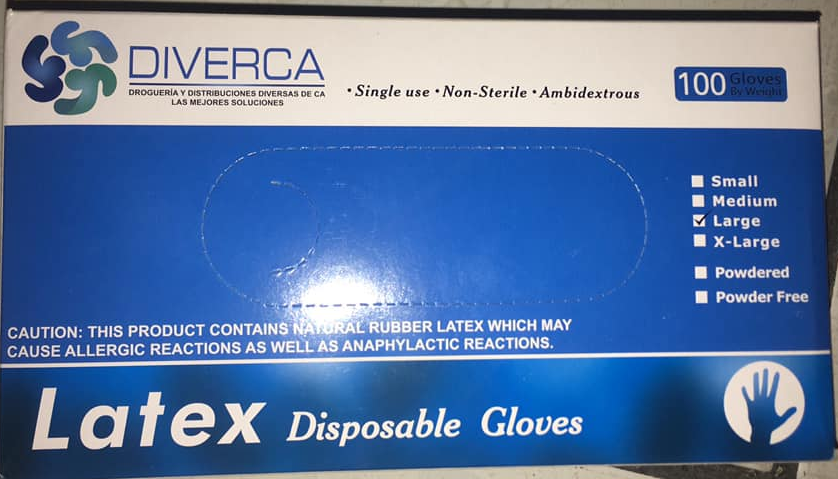 DIVERCA
DROGUERÍA Y DISTRIBUCIONES DIVERSAS DE CA
LAS MEJORES SOLUCIONES
• Single use • Non-Sterile • Ambidextrous
100 Gloves
By Weight
Small
Medium
Large
X-Large
Powdered
Powder Free
CAUTION: THIS PRODUCT CONTAINS NATURAL RUBBER LATEX WHICH MAY
CAUSE ALLERGIC REACTIONS AS WELL AS ANAPHYLACTIC REACTIONS.
Latex Disposable Gloves